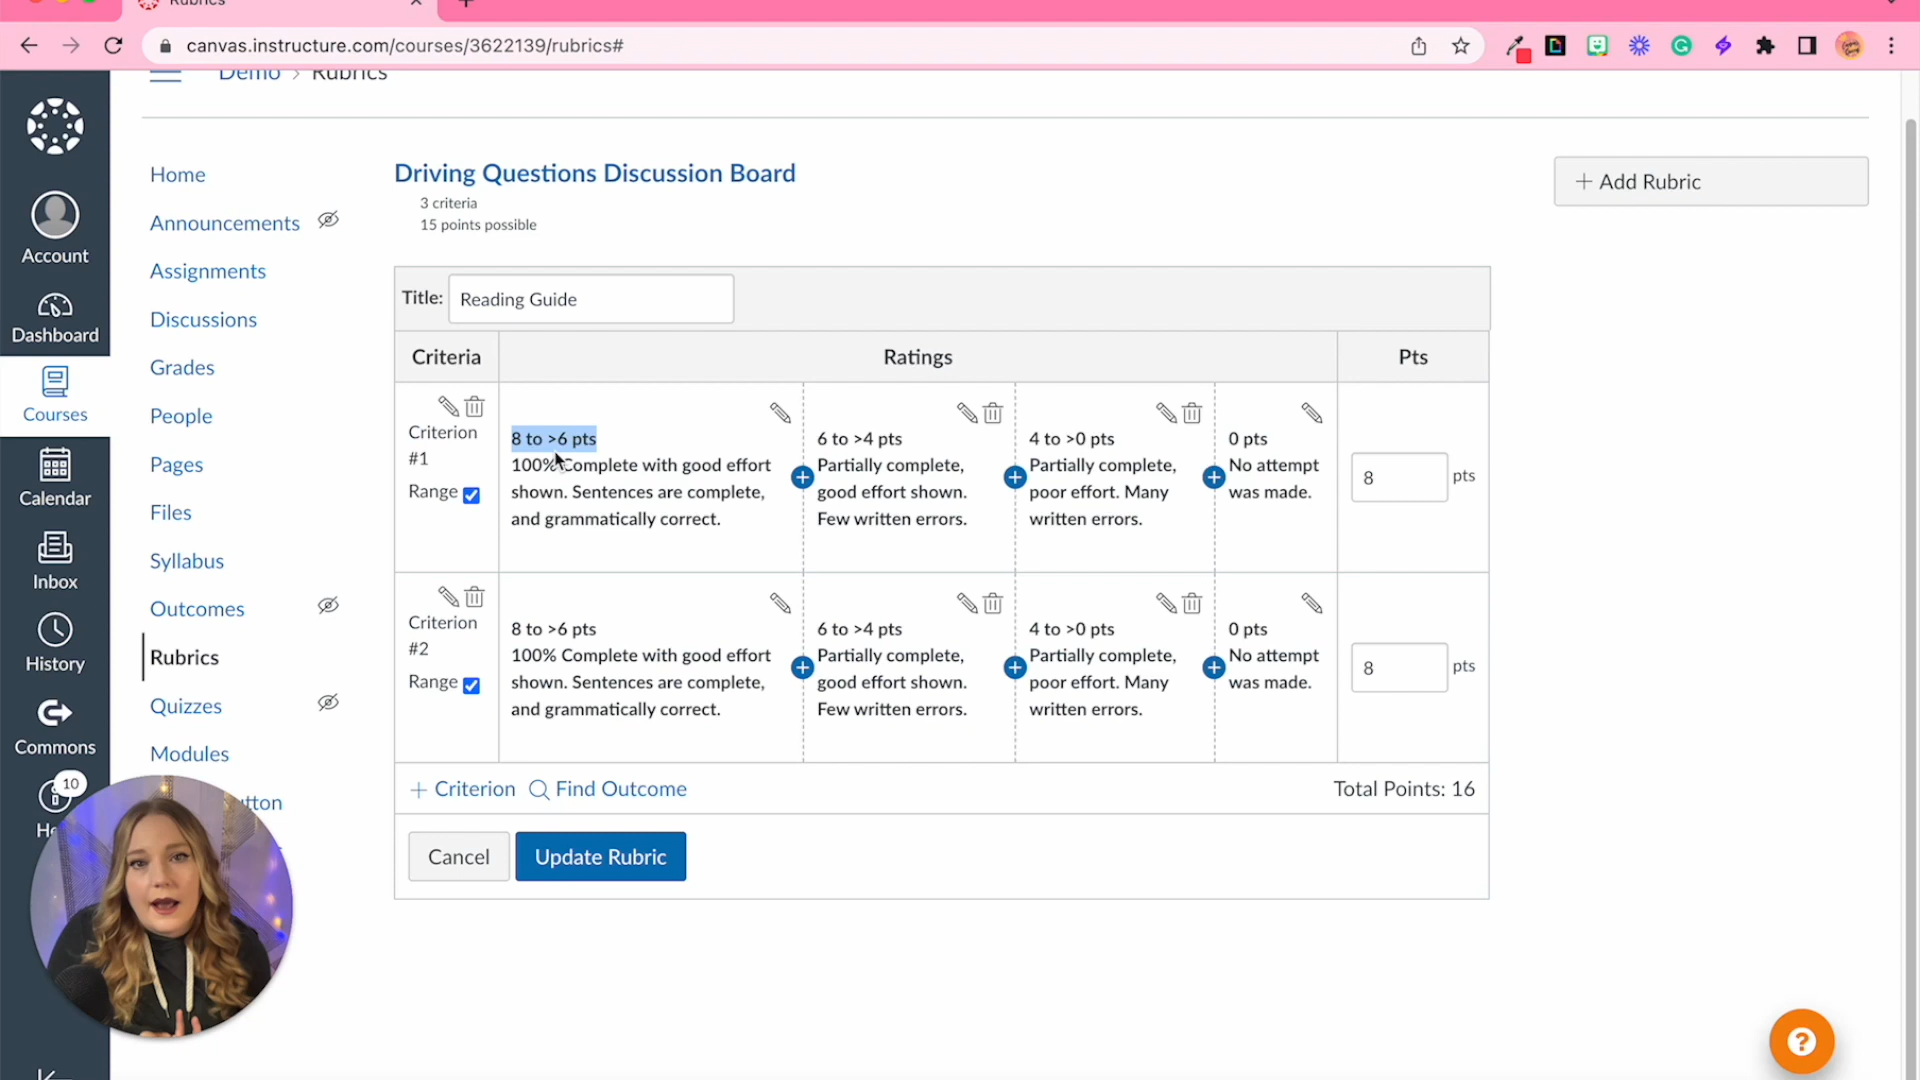 Rubrics
canvas.instructure.com/courses/3622139/rubrics#
Demo > Rubrics
Account
Dashboard
Courses
Calendar
Inbox
History
Commons
10
Home
Announcements
Assignments
Discussions
Grades
People
Pages
Files
Syllabus
Outcomes
Rubrics
Quizzes
Modules
Driving Questions Discussion Board
3 criteria
15 points possible
+ Add Rubric
Title: Reading Guide
Criteria Ratings Pts
Criterion
#1
Range
8 to >6 pts
100% Complete with good effort
shown. Sentences are complete,
and grammatically correct.
6 to >4 pts
Partially complete,
good effort shown.
Few written errors.
4 to >0 pts
Partially complete,
poor effort. Many
written errors.
0 pts
No attempt
was made.
8 pts
Criterion
#2
Range
8 to >6 pts
100% Complete with good effort
shown. Sentences are complete,
and grammatically correct.
6 to >4 pts
Partially complete,
good effort shown.
Few written errors.
4 to >0 pts
Partially complete,
poor effort. Many
written errors.
0 pts
No attempt
was made.
8 pts
+ Criterion Find Outcome Total Points: 16
Cancel Update Rubric
?